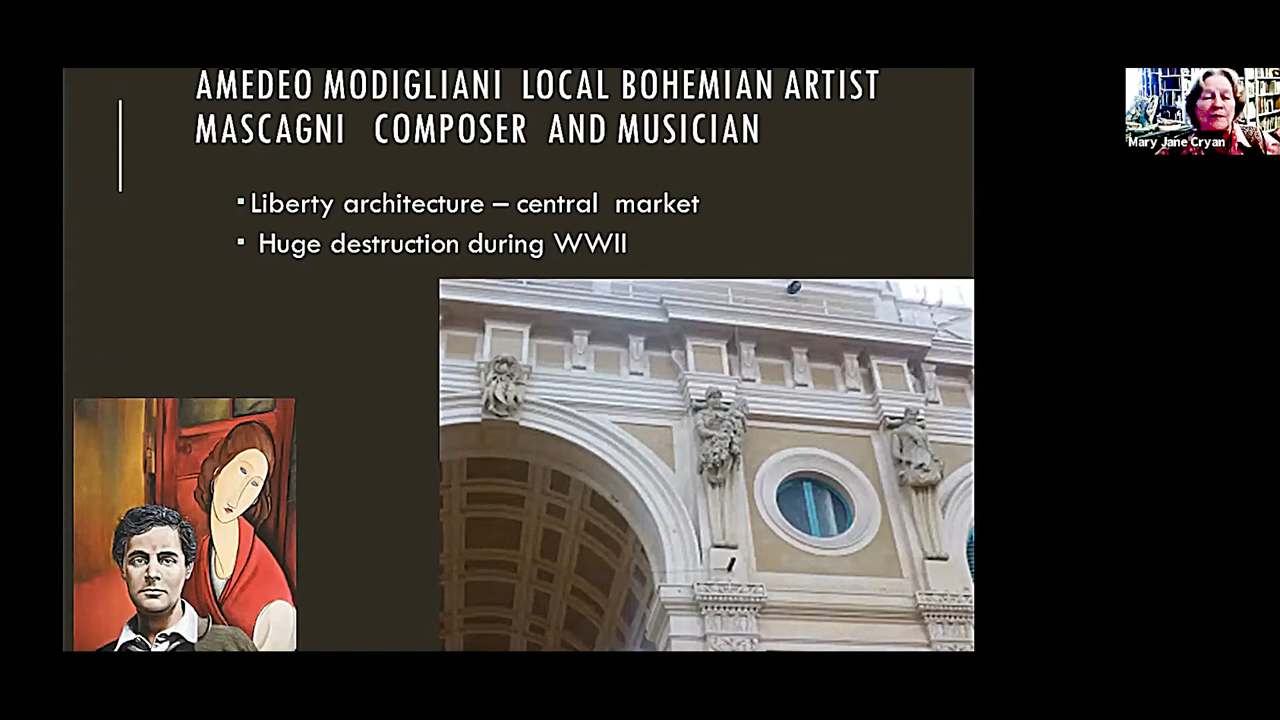 AMEDEO MODIGLIANI LOCAL BOHEMIAN ARTIST
MASCAGNI COMPOSER AND MUSICIAN
▪ Liberty architecture – central market
▪ Huge destruction during WWII
Mary Jane Cryan